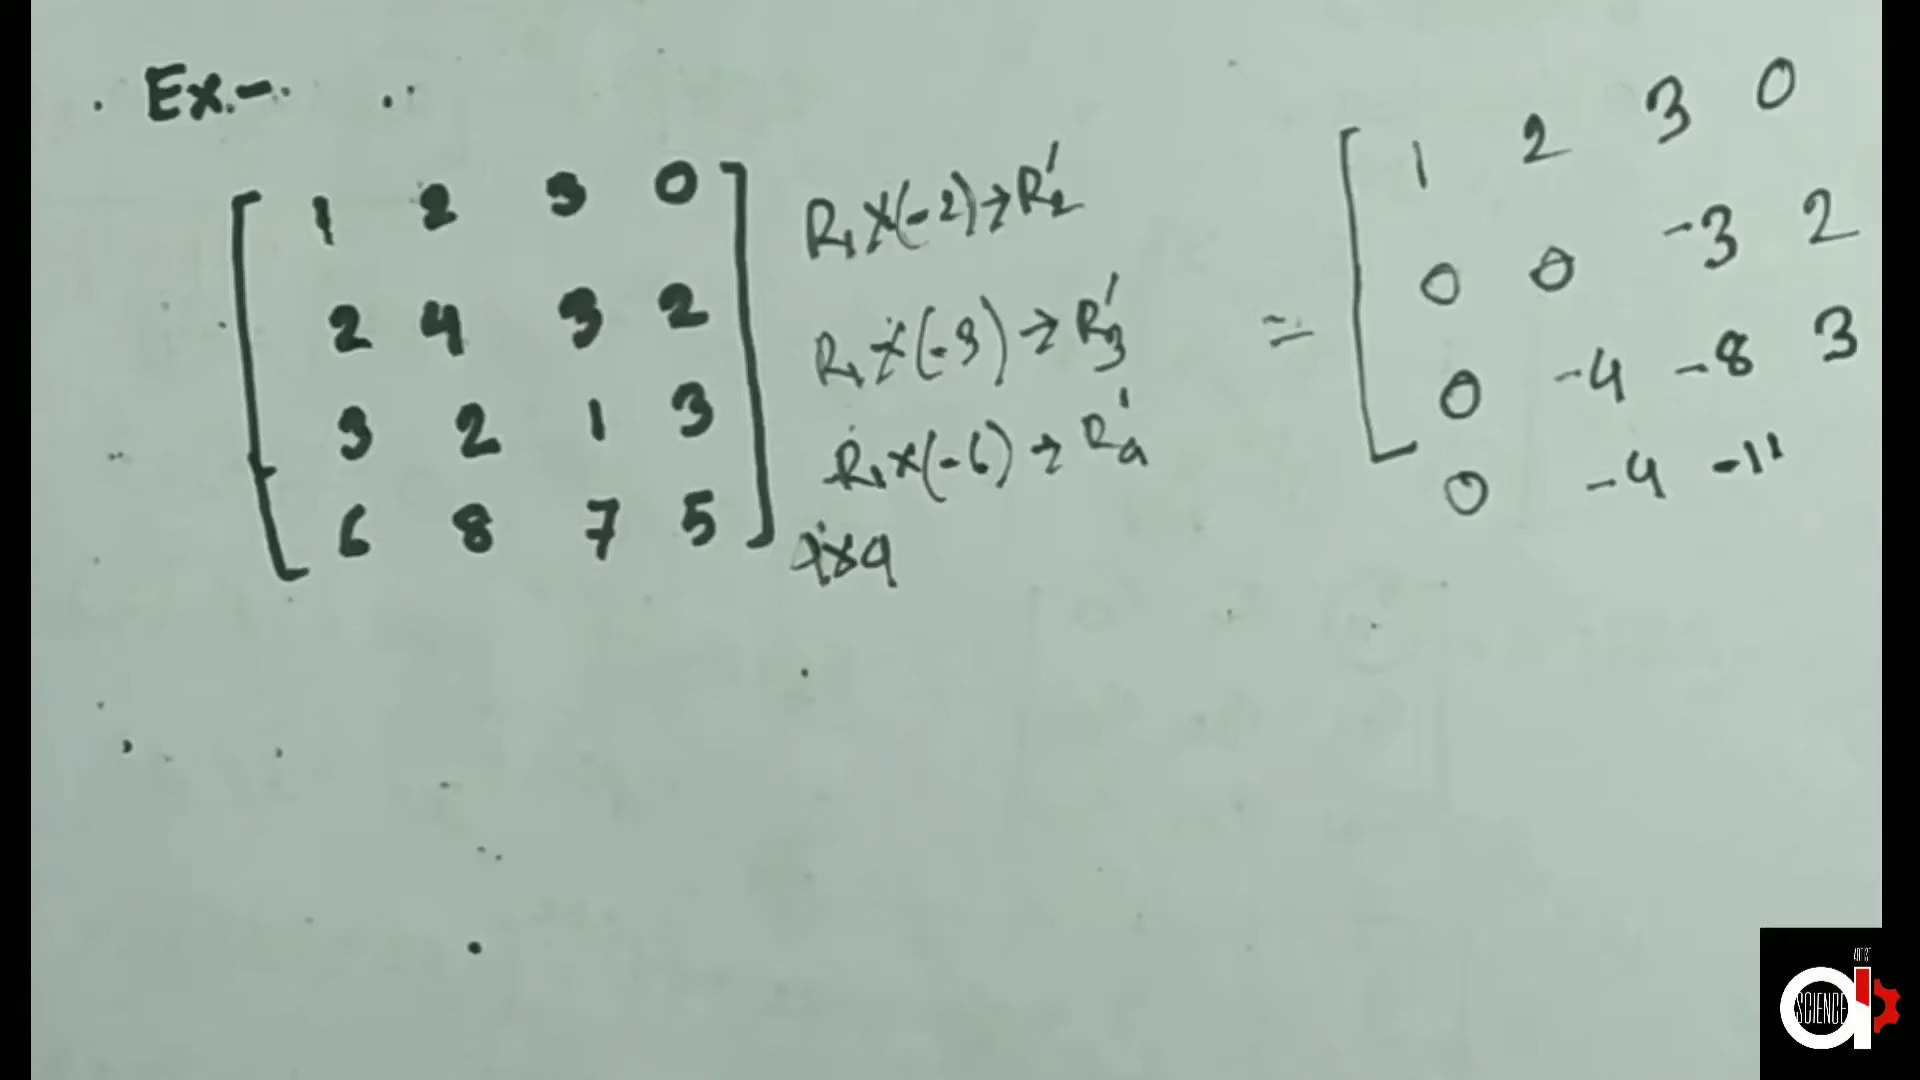 Ex.-
1 2 3 0 R₁×(-2)→R₂'
2 4 3 2 R₁×(-3)→R₃'
3 2 1 3 R₁×(-6)→R₄'
6 8 7 5 4×4
= 1 2 3 0
0 0 -3 2
0 -4 -8 3
0 -4 -11
SCIENCE